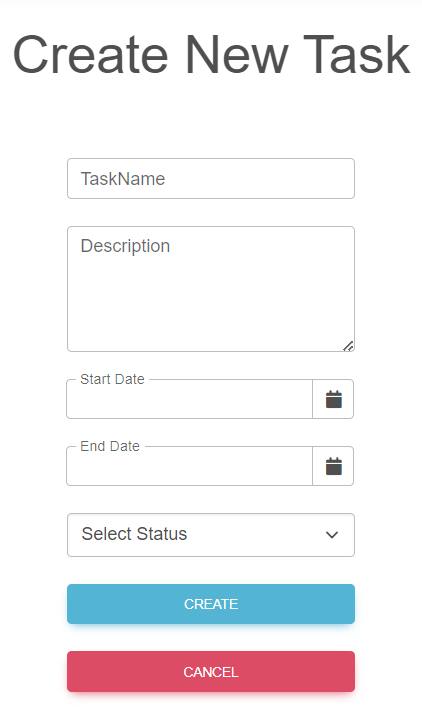 Create New Task
TaskName
Description
Start Date
End Date
Select Status
CREATE
CANCEL